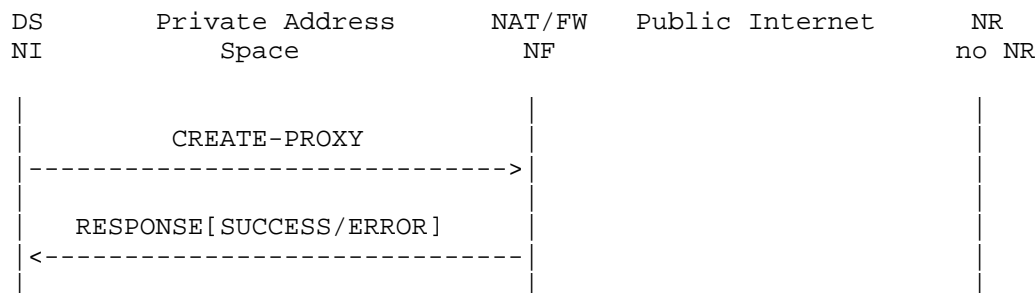 DS Private Address NAT/FW Public Internet NR
NI Space NF no NR
CREATE-PROXY
RESPONSE[SUCCESS/ERROR]